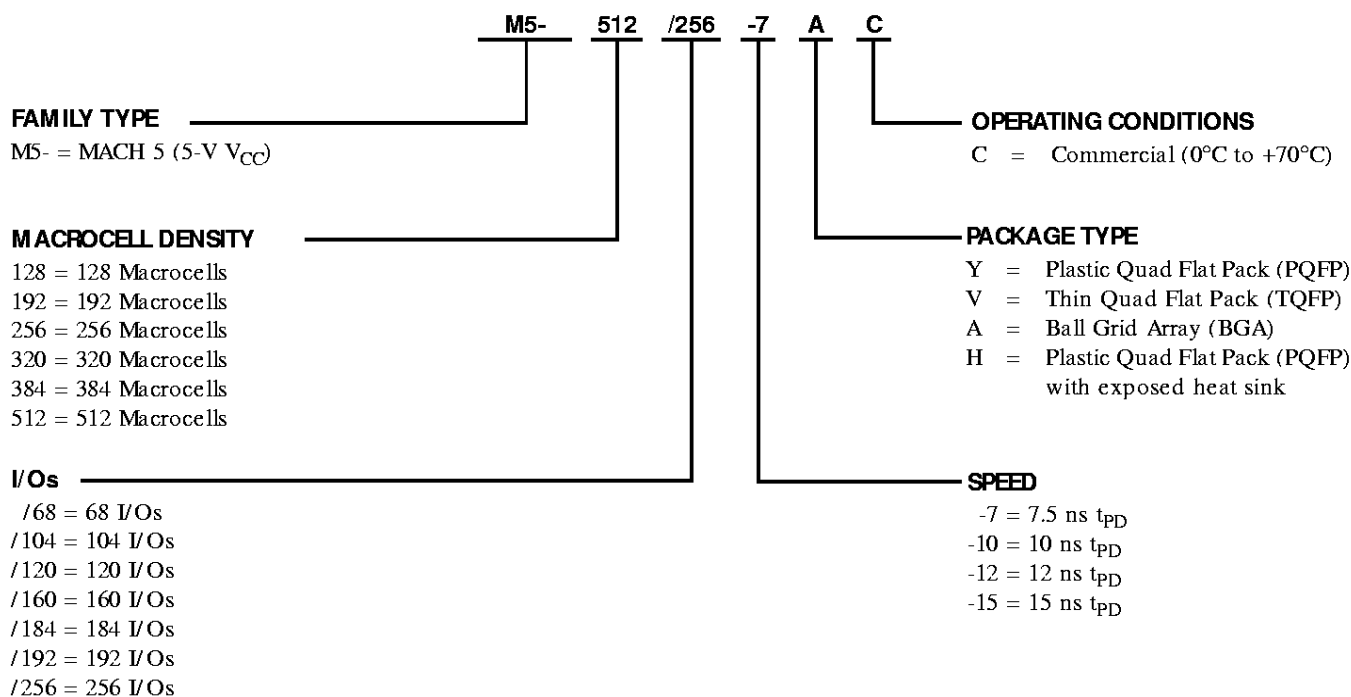 M5- 512 /256 -7 A C
FAMILY TYPE
M5- = MACH 5 (5-V VCC)
MACROCELL DENSITY
128 = 128 Macrocells
192 = 192 Macrocells
256 = 256 Macrocells
320 = 320 Macrocells
384 = 384 Macrocells
512 = 512 Macrocells
I/Os
/68 = 68 I/Os
/104 = 104 I/Os
/120 = 120 I/Os
/160 = 160 I/Os
/184 = 184 I/Os
/192 = 192 I/Os
/256 = 256 I/Os
OPERATING CONDITIONS
C = Commercial (0°C to +70°C)
PACKAGE TYPE
Y = Plastic Quad Flat Pack (PQFP)
V = Thin Quad Flat Pack (TQFP)
A = Ball Grid Array (BGA)
H = Plastic Quad Flat Pack (PQFP)
with exposed heat sink
SPEED
-7 = 7.5 ns tPD
-10 = 10 ns tPD
-12 = 12 ns tPD
-15 = 15 ns tPD